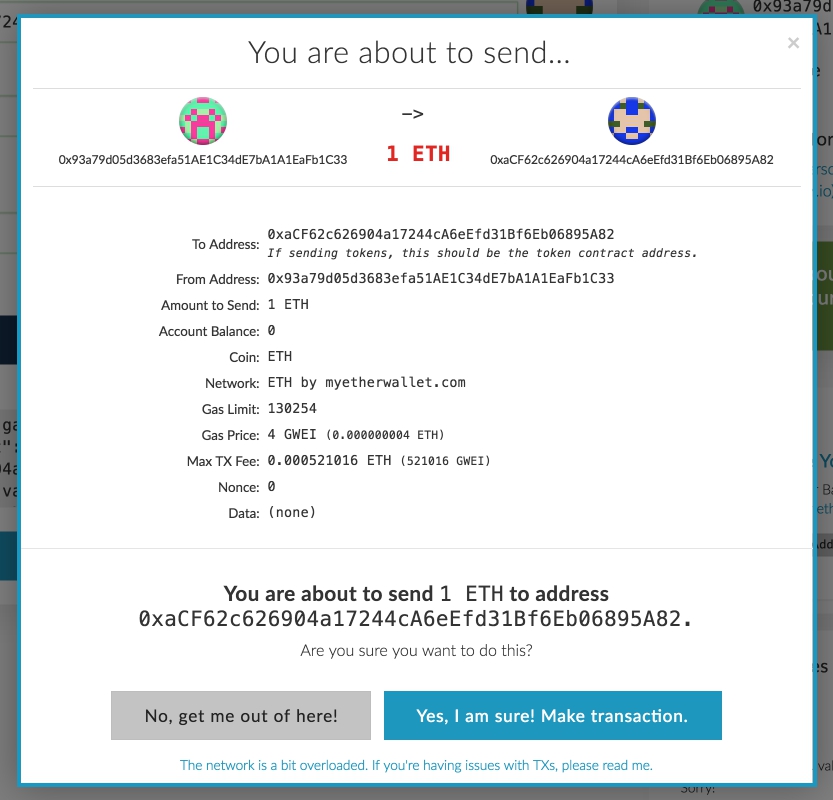 0x93a79d
You are about to send...
×
—>
1 ETH
0x93a79d05d3683efa51AE1C34dE7bA1A1EaFb1C33
0xaCF62c626904a17244cA6eEfd31Bf6Eb06895A82
To Address: 0xaCF62c626904a17244cA6eEfd31Bf6Eb06895A82
If sending tokens, this should be the token contract address.
From Address: 0x93a79d05d3683efa51AE1C34dE7bA1A1EaFb1C33
Amount to Send: 1 ETH
Account Balance: 0
Coin: ETH
Network: ETH by myetherwallet.com
Gas Limit: 130254
Gas Price: 4 GWEI (0.000000004 ETH)
Max TX Fee: 0.000521016 ETH (521016 GWEI)
Nonce: 0
Data: (none)
You are about to send 1 ETH to address
0xaCF62c626904a17244cA6eEfd31Bf6Eb06895A82.
Are you sure you want to do this?
No, get me out of here!
Yes, I am sure! Make transaction.
The network is a bit overloaded. If you're having issues with TXs, please read me.
Sorry!